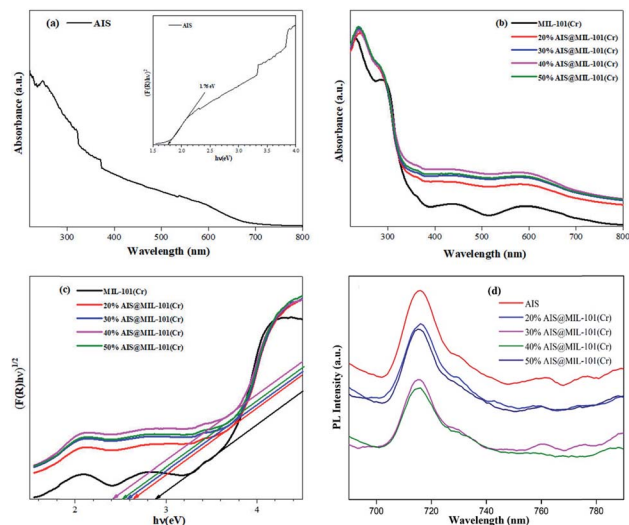 (a)
AIS
AIS
(F(R)hν)²
1.76 eV
1.5 2.0 2.5 3.0 3.5 4.0
hν(eV)
Absorbance (a.u.)
300 400 500 600 700 800
Wavelength (nm)
(b)
MIL-101(Cr)
20% AIS@MIL-101(Cr)
30% AIS@MIL-101(Cr)
40% AIS@MIL-101(Cr)
50% AIS@MIL-101(Cr)
Absorbance (a.u.)
300 400 500 600 700 800
Wavelength (nm)
(c)
MIL-101(Cr)
20% AIS@MIL-101(Cr)
30% AIS@MIL-101(Cr)
40% AIS@MIL-101(Cr)
50% AIS@MIL-101(Cr)
(F(R)hν)¹/²
2 3 4
hν(eV)
(d)
AIS
20% AIS@MIL-101(Cr)
30% AIS@MIL-101(Cr)
40% AIS@MIL-101(Cr)
50% AIS@MIL-101(Cr)
PL Intensity (a.u.)
700 720 740 760 780
Wavelength (nm)